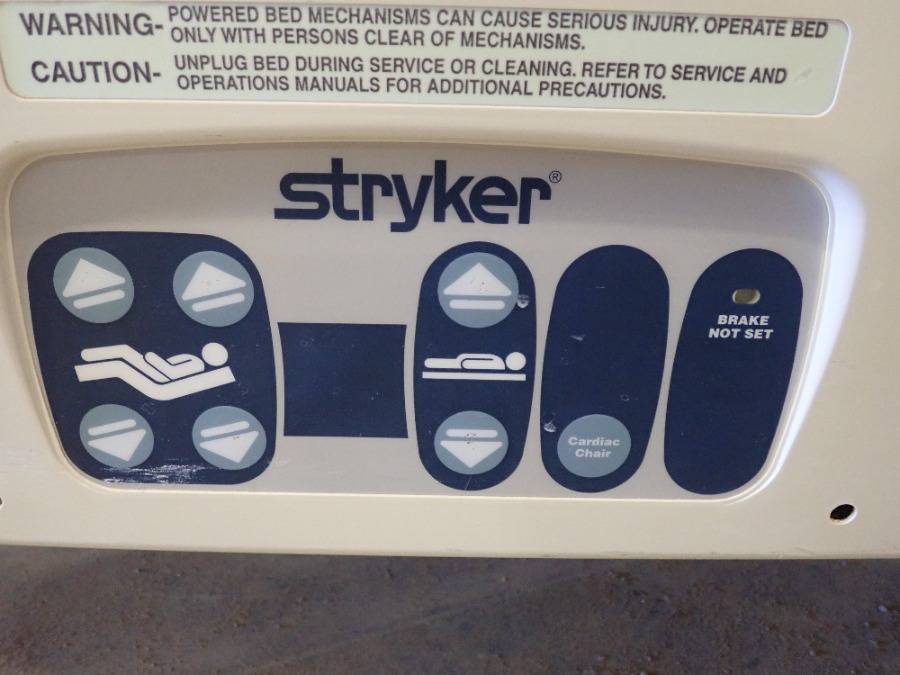 WARNING- POWERED BED MECHANISMS CAN CAUSE SERIOUS INJURY. OPERATE BED
ONLY WITH PERSONS CLEAR OF MECHANISMS.
CAUTION- UNPLUG BED DURING SERVICE OR CLEANING. REFER TO SERVICE AND
OPERATIONS MANUALS FOR ADDITIONAL PRECAUTIONS.
stryker®
BRAKE
NOT SET
Cardiac
Chair